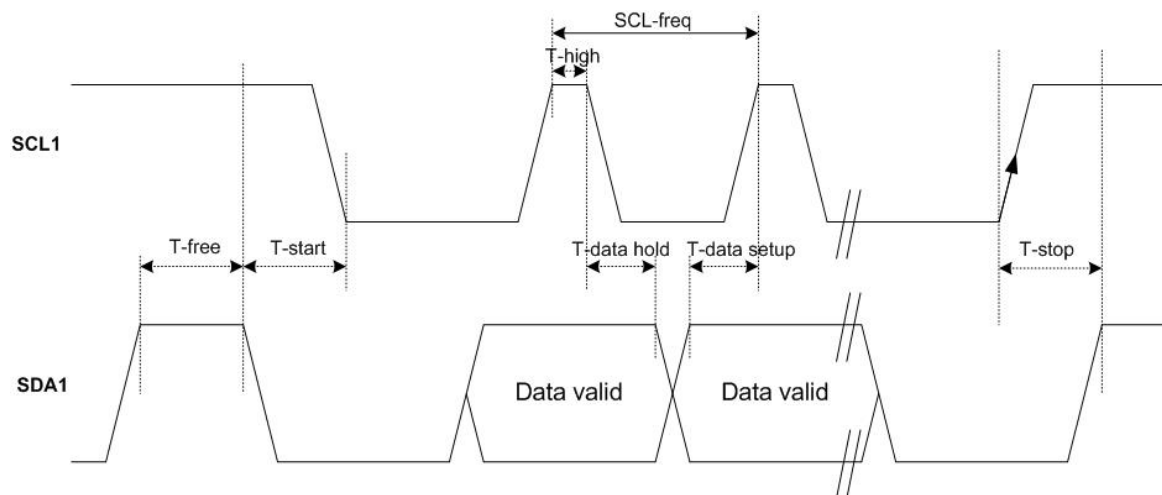 SCL-freq
T-high
SCL1
T-free
T-start
T-data hold
T-data setup
T-stop
SDA1
Data valid
Data valid